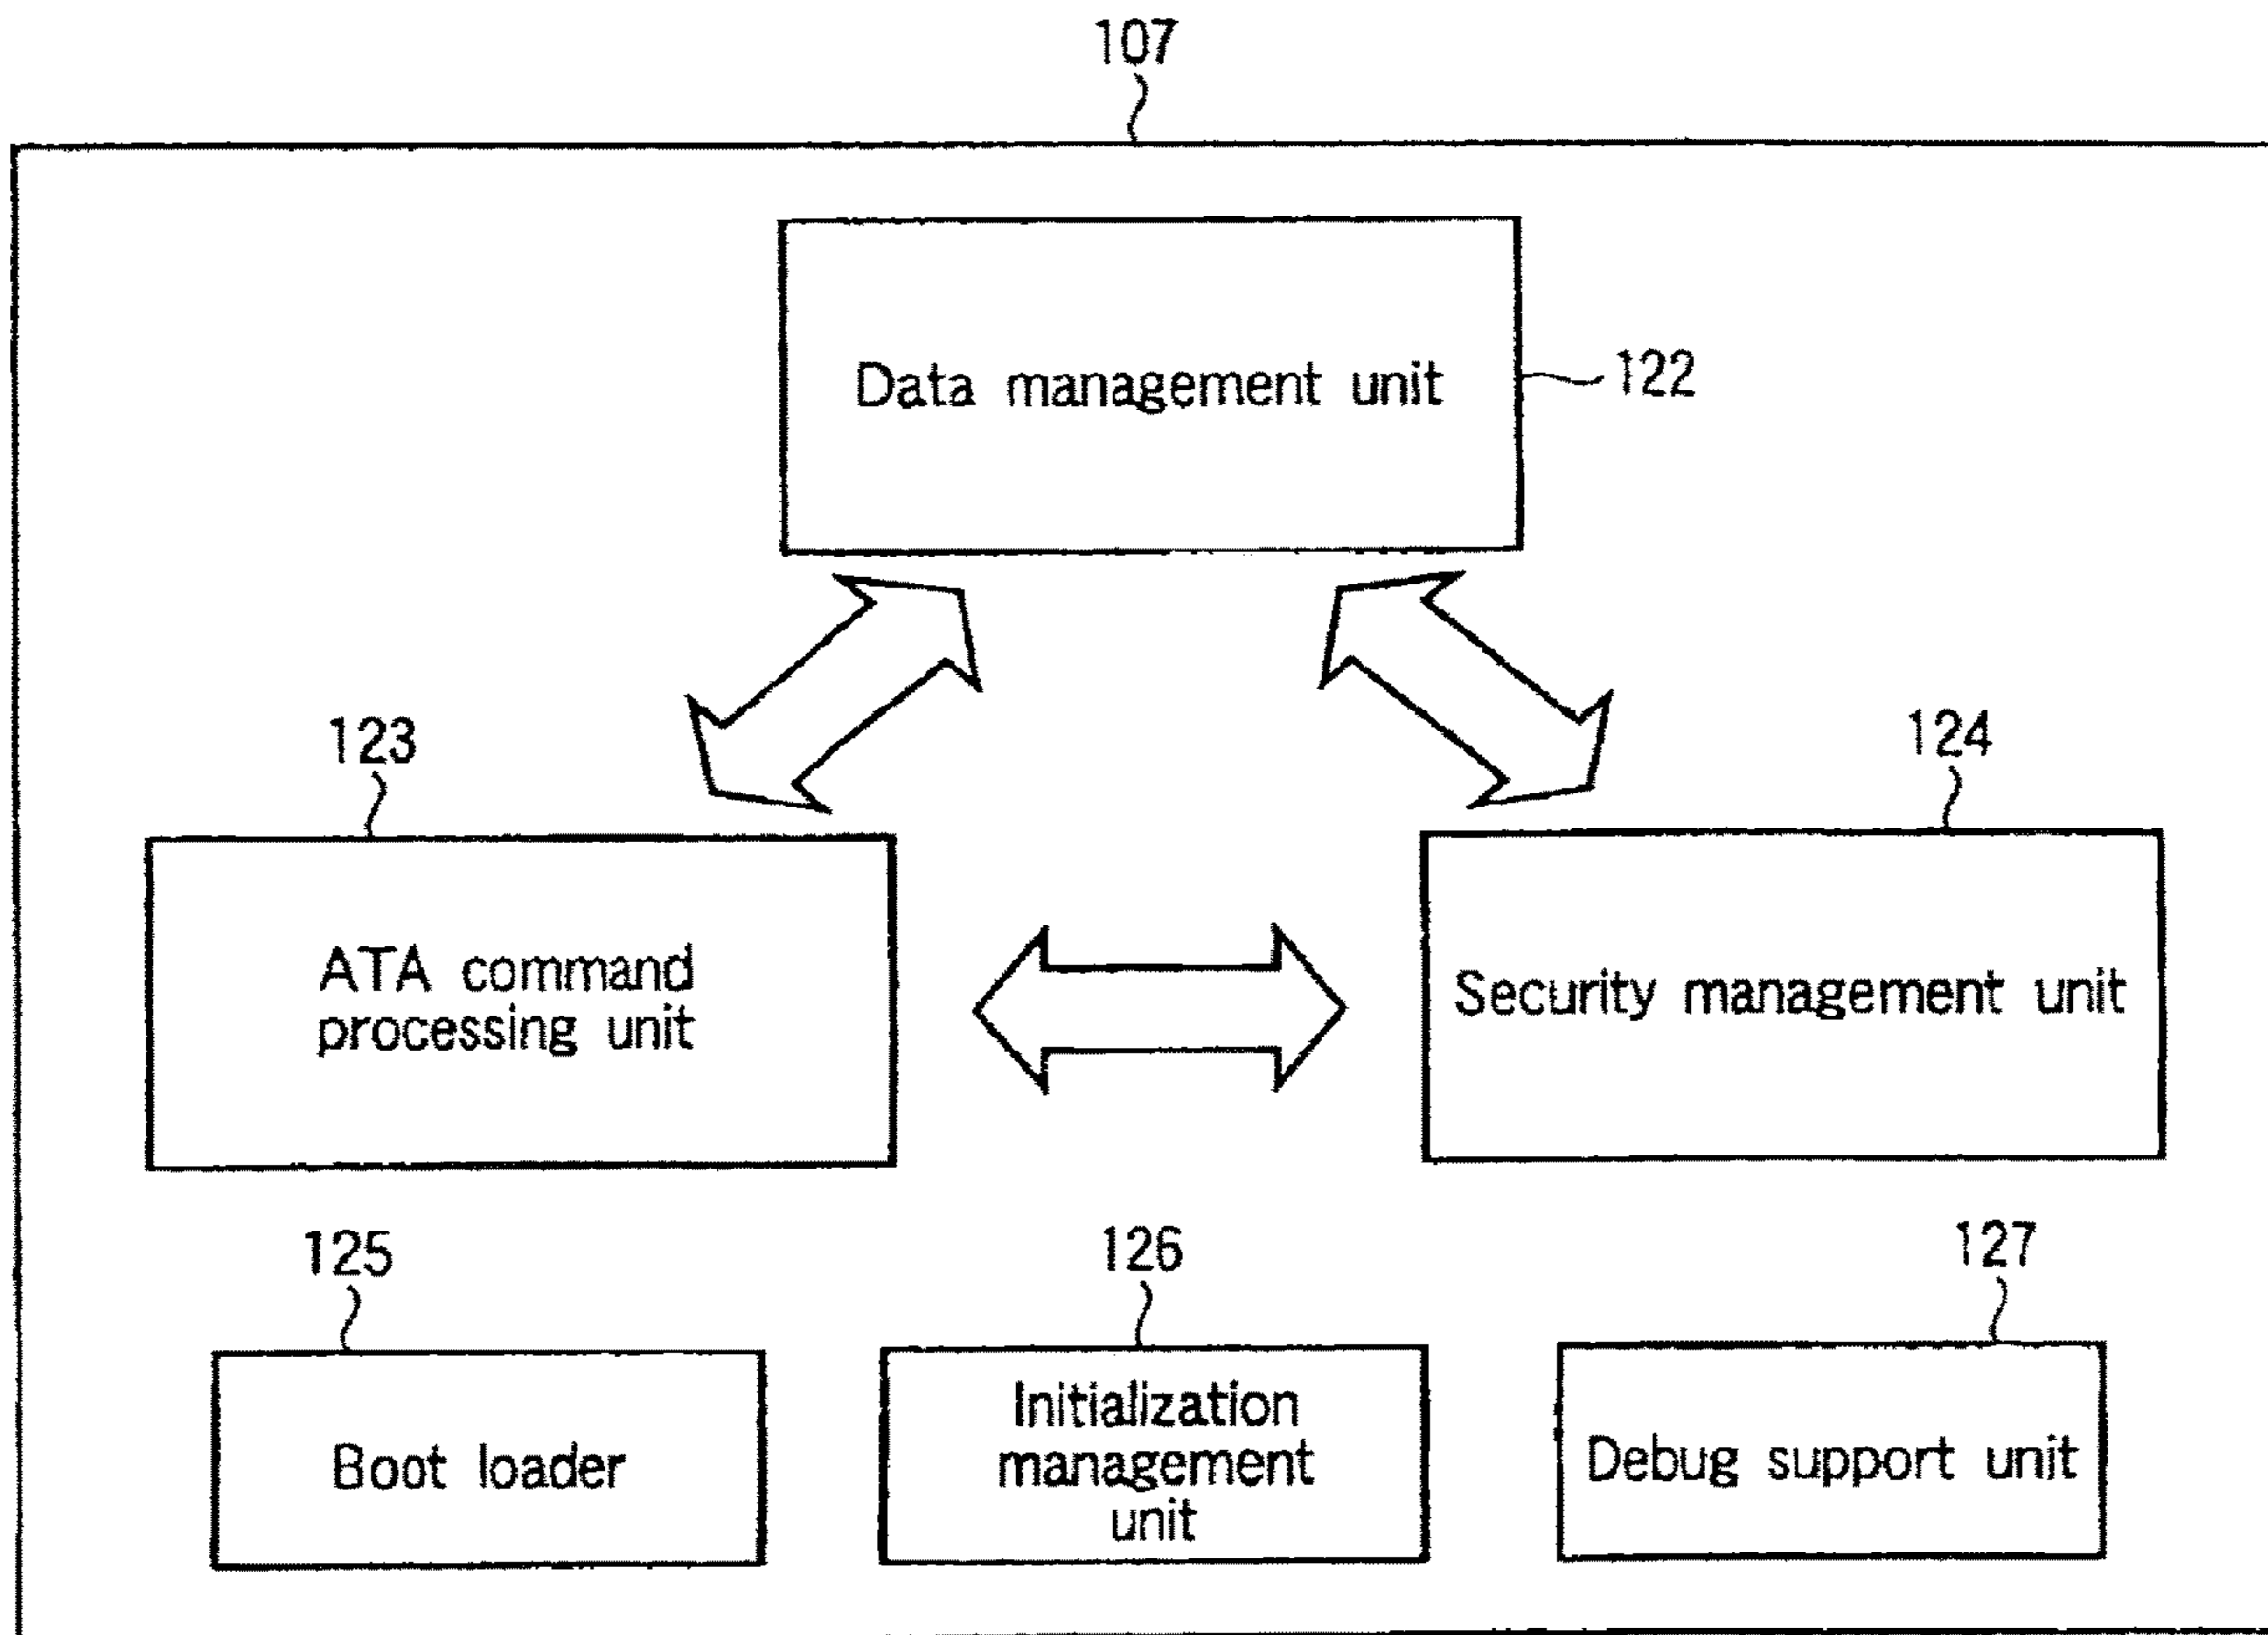 107
Data management unit
122
123
124
ATA command
processing unit
Security management unit
125
126
127
Boot loader
Initialization
management
unit
Debug support unit